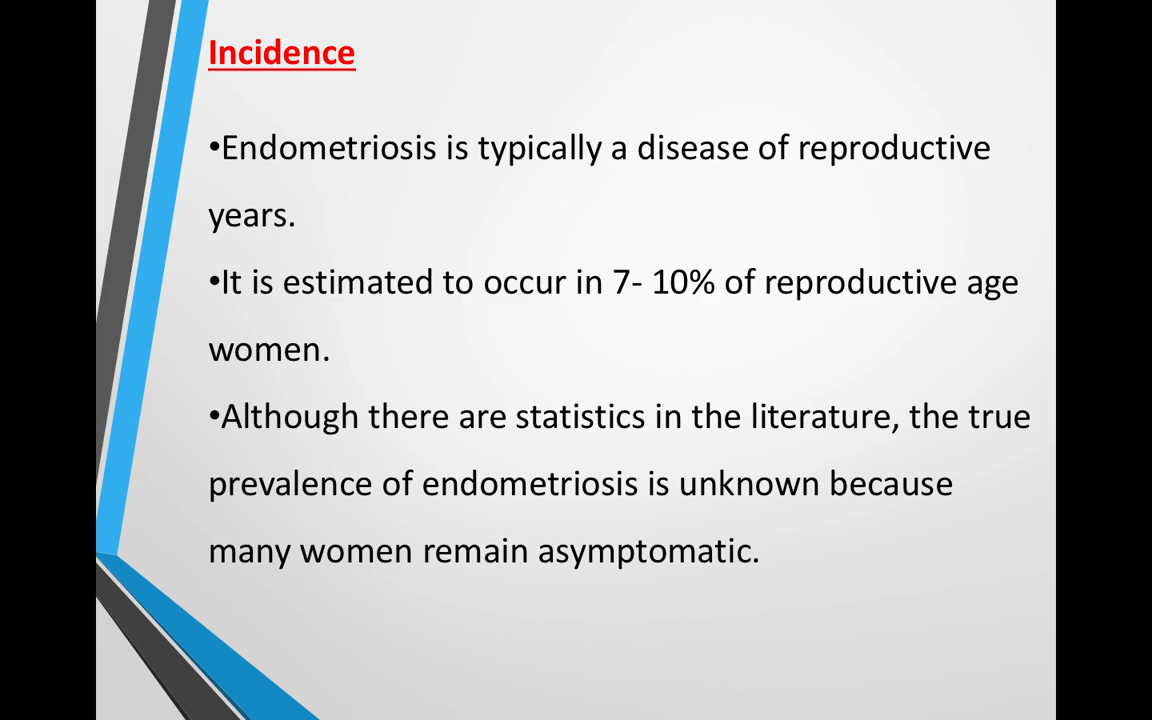 Incidence
•Endometriosis is typically a disease of reproductive
years.
•It is estimated to occur in 7- 10% of reproductive age
women.
•Although there are statistics in the literature, the true
prevalence of endometriosis is unknown because
many women remain asymptomatic.